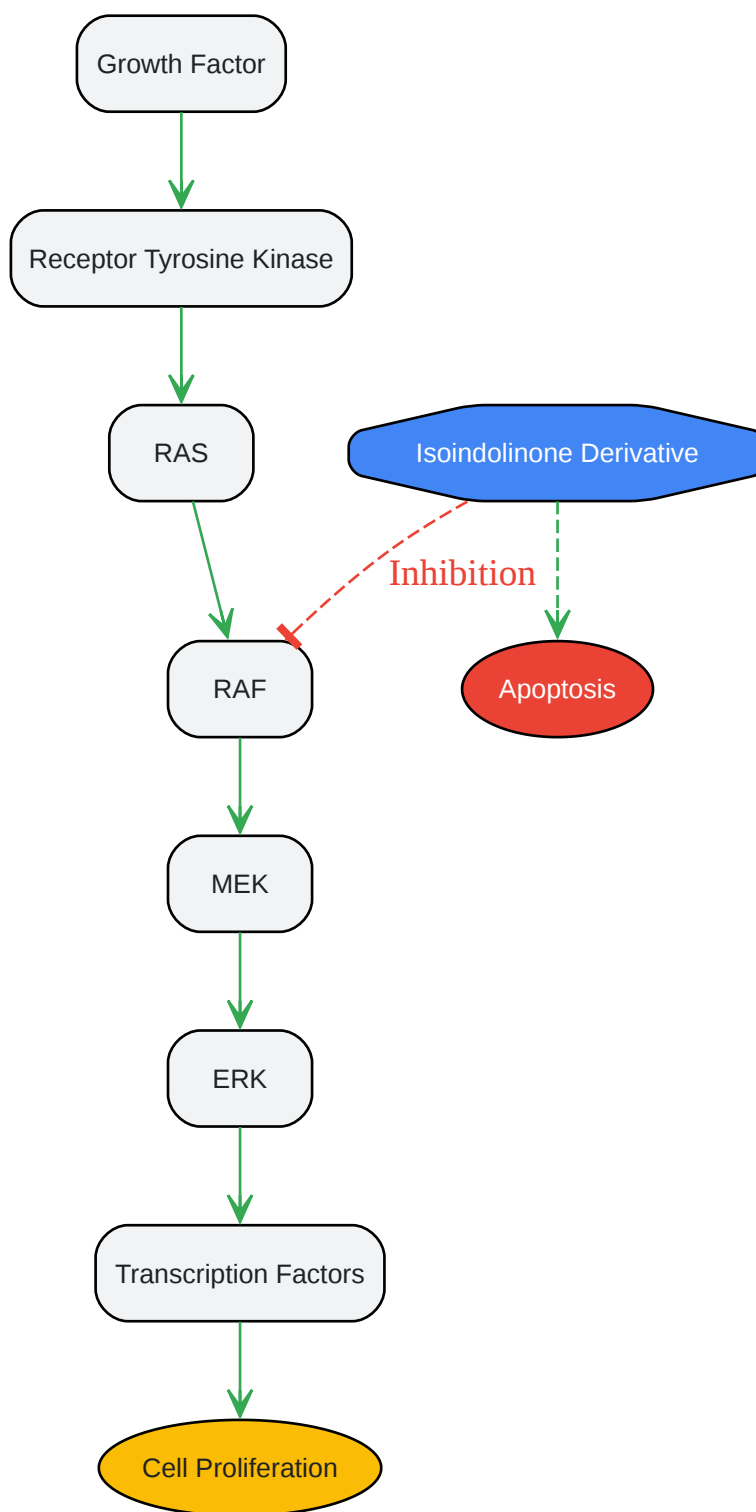 Growth Factor
Receptor Tyrosine Kinase
RAS
Isoindolinone Derivative
Inhibition
RAF
Apoptosis
MEK
ERK
Transcription Factors
Cell Proliferation